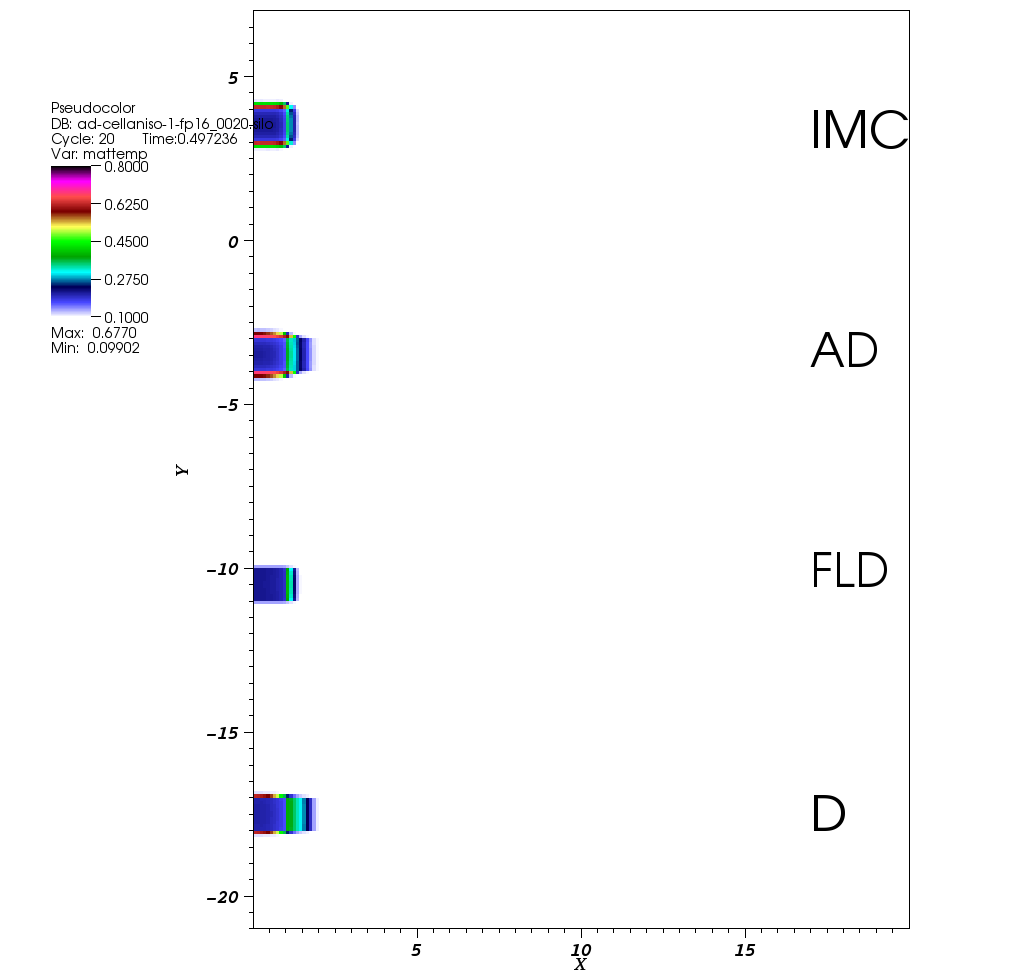 Pseudocolor
DB: ad-cellaniso-1-fp16_0020.silo
Cycle: 20 Time:0.497236
Var: mattemp
0.8000
0.6250
0.4500
0.2750
0.1000
Max: 0.6770
Min: 0.09902
5
0
-5
-10
-15
-20
Y
IMC
AD
FLD
D
5
10
15
X